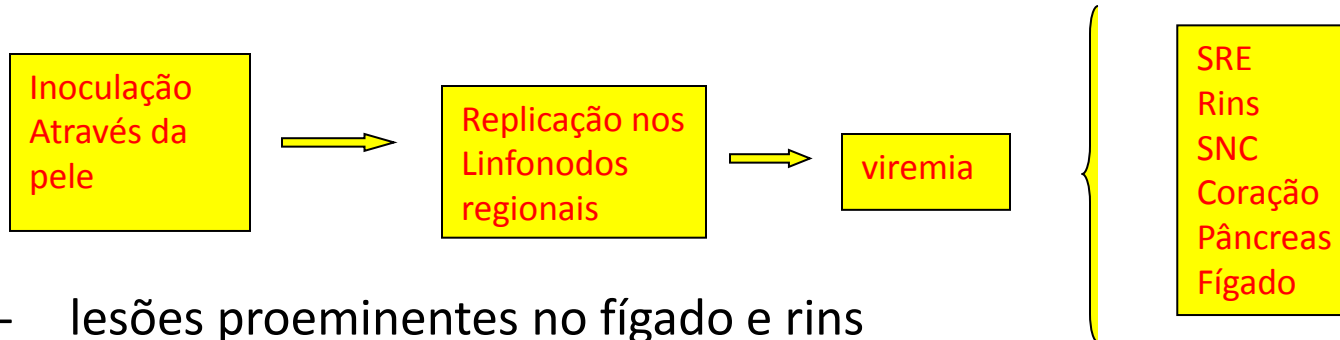 Inoculação
Através da
pele
Replicação nos
Linfonodos
regionais
viremia
SRE
Rins
SNC
Coração
Pâncreas
Fígado
- lesões proeminentes no fígado e rins